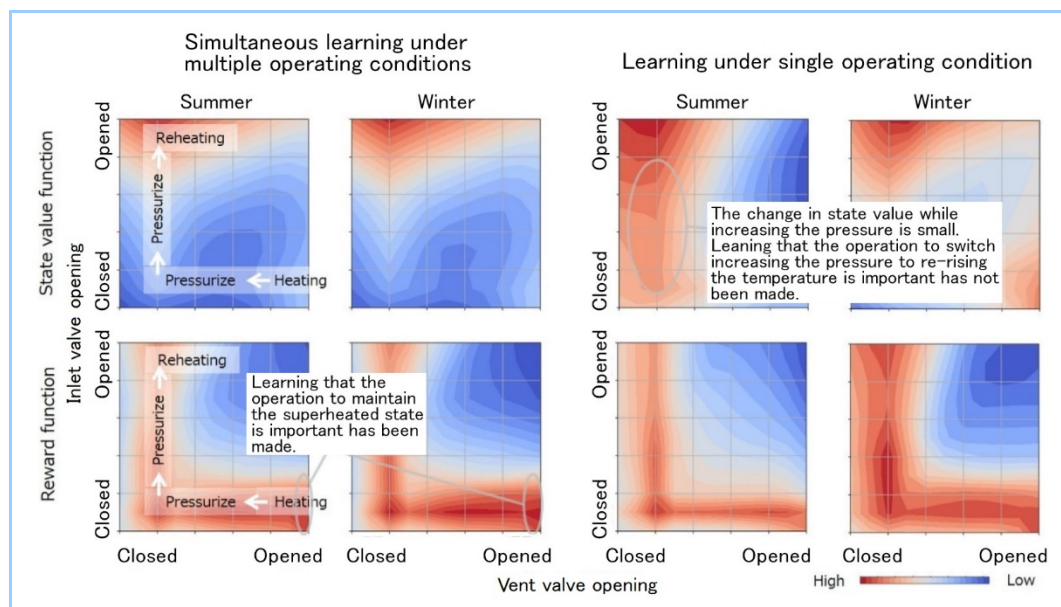 Simultaneous learning under
multiple operating conditions
Learning under single operating condition
Summer
Winter
Summer
Winter
State value function
Reward function
Inlet valve opening
Opened
Closed
Opened
Closed
Reheating
Pressurize
Pressurize
Heating
Opened
Closed
The change in state value while
increasing the pressure is small.
Leaning that the operation to switch
increasing the pressure to re-rising
the temperature is important has not
been made.
Reheating
Pressurize
Pressurize
Heating
Learning that the
operation to maintain
the superheated state
is important has been
made.
Opened
Closed
Closed
Opened
Closed
Opened
Closed
Opened
Closed
Opened
Vent valve opening
High
Low